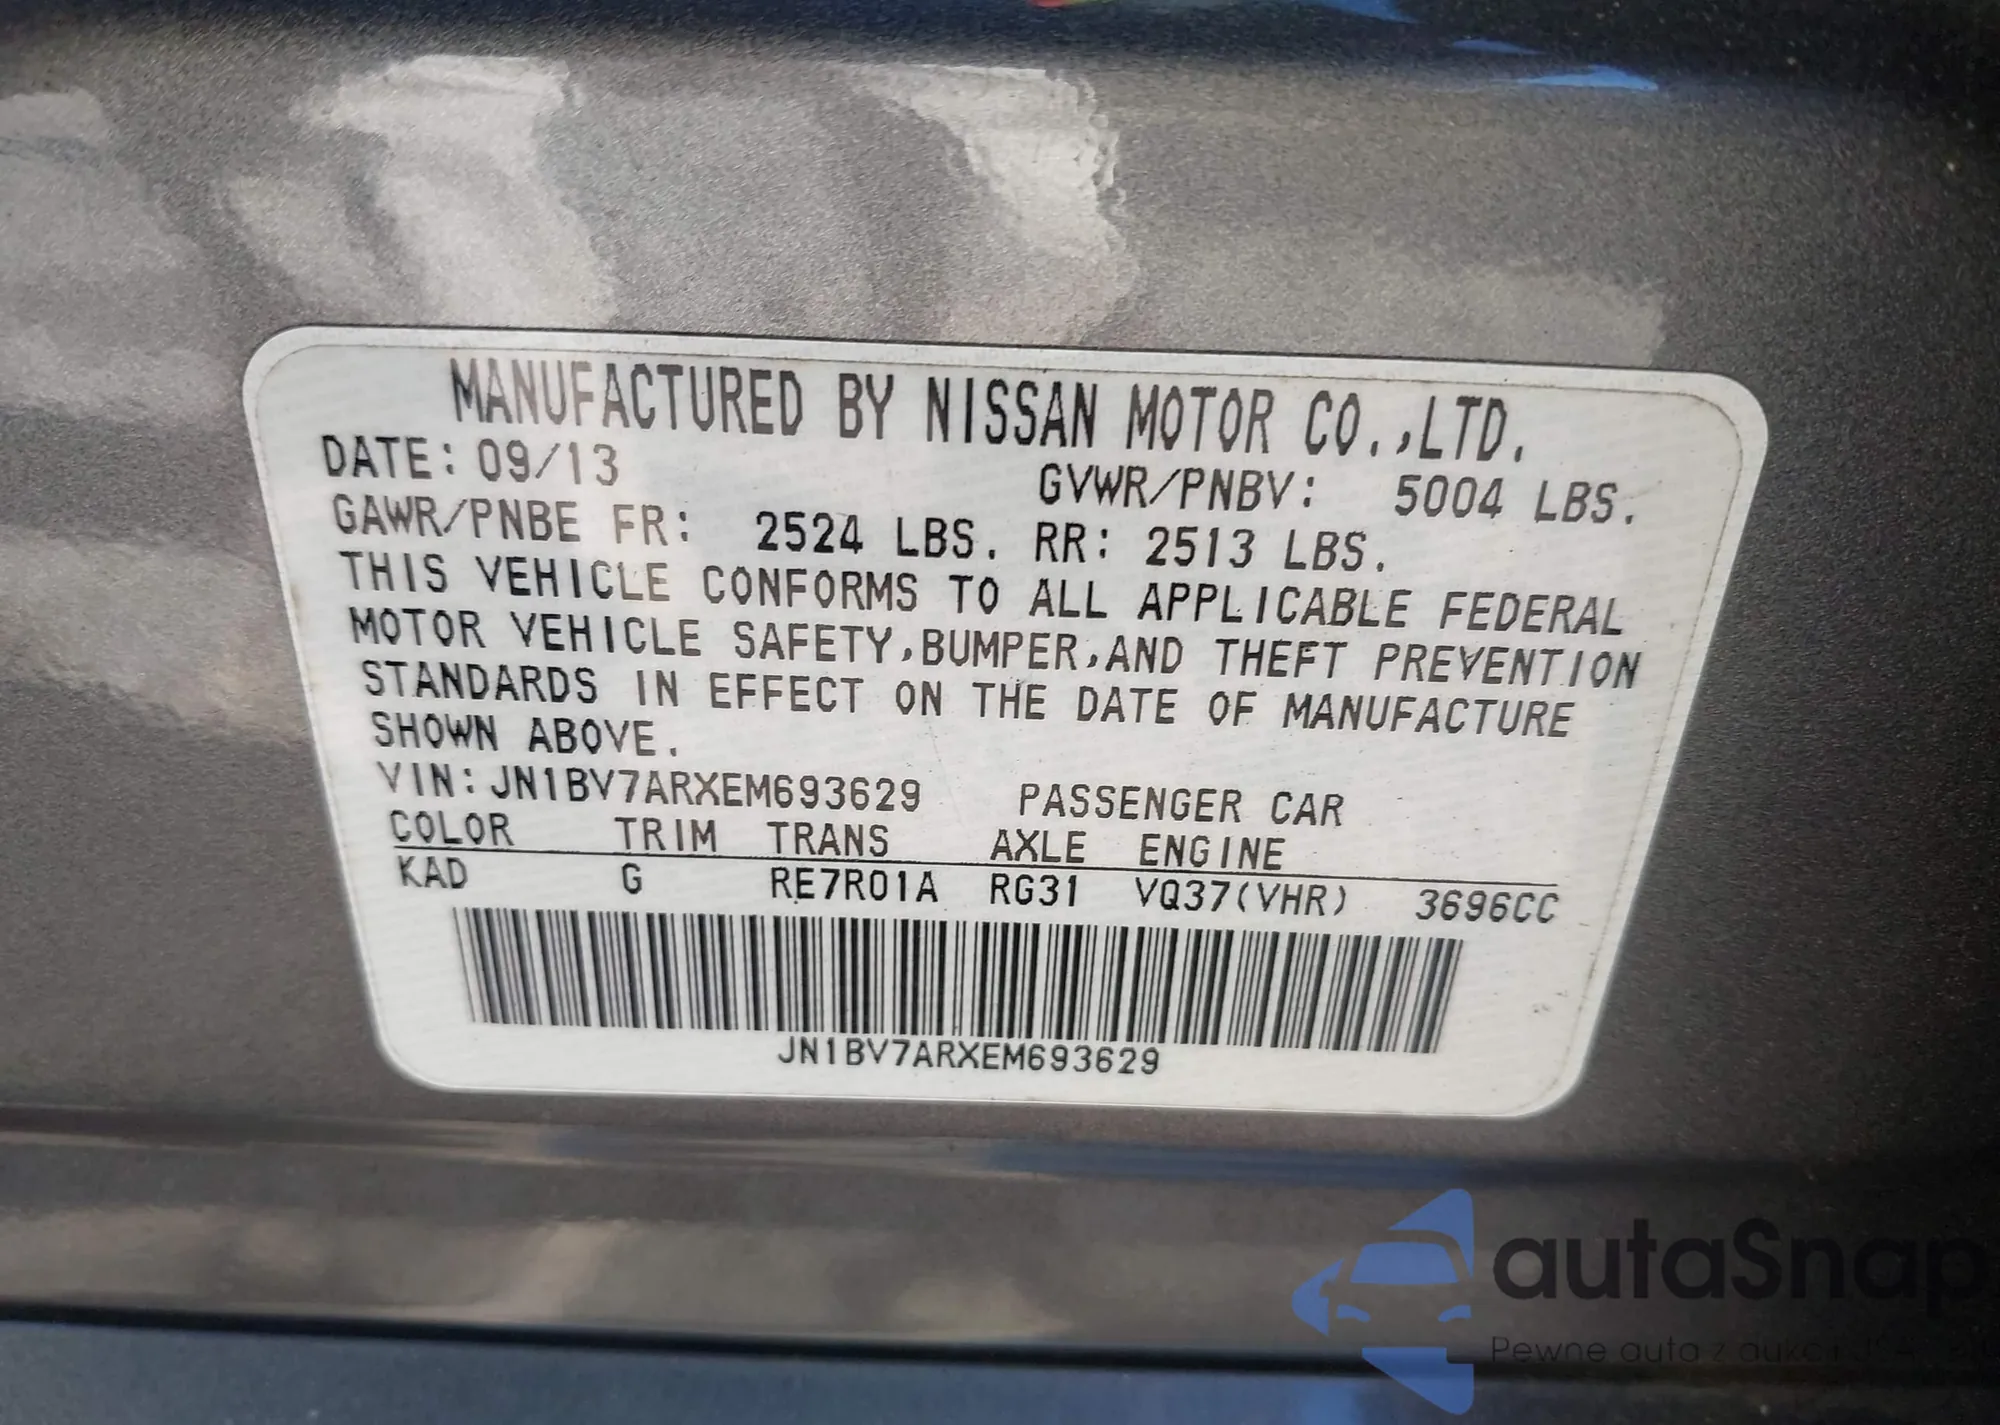 MANUFACTURED BY NISSAN MOTOR CO.,LTD.
DATE: 09/13
GVWR/PNBV: 5004 LBS.
GAWR/PNBE FR: 2524 LBS. RR: 2513 LBS.
THIS VEHICLE CONFORMS TO ALL APPLICABLE FEDERAL
MOTOR VEHICLE SAFETY,BUMPER,AND THEFT PREVENTION
STANDARDS IN EFFECT ON THE DATE OF MANUFACTURE
SHOWN ABOVE.
VIN: JN1BV7ARXEM693629 PASSENGER CAR
COLOR TRIM TRANS AXLE ENGINE
KAD G RE7R01A RG31 VQ37(VHR) 3696CC
JN1BV7ARXEM693629
autaSnap
Pewne auta z aukcji